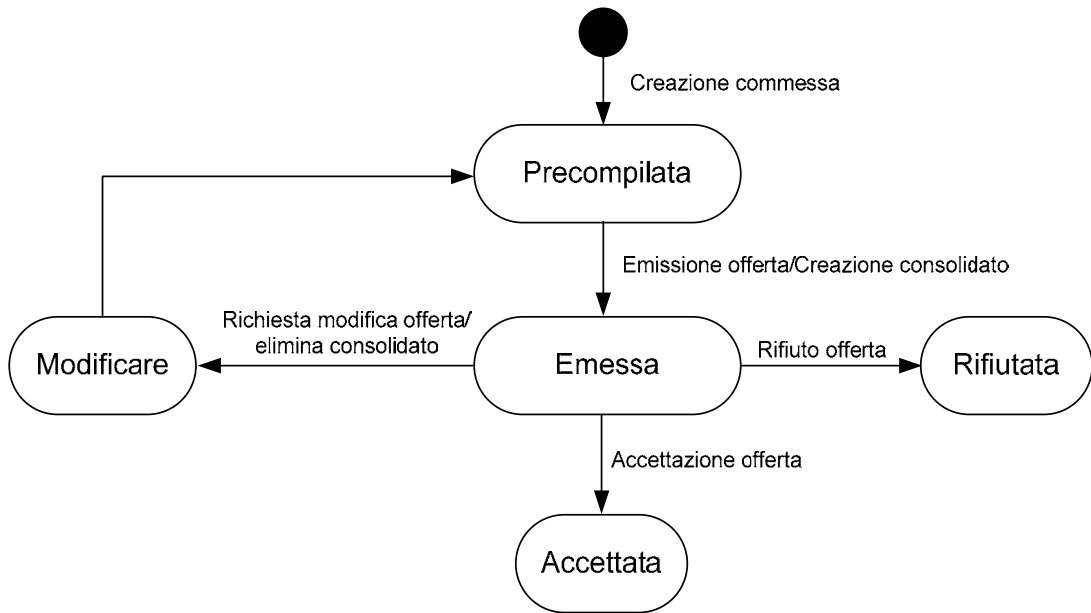 Creazione commessa
Precompilata
Emissione offerta/Creazione consolidato
Richiesta modifica offerta/
elimina consolidato
Modificare
Emessa
Rifiuto offerta
Rifiutata
Accettazione offerta
Accettata